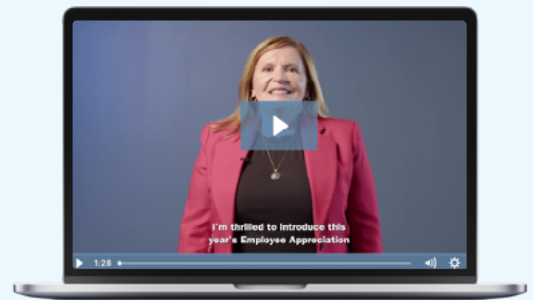 I'm thrilled to introduce this
year's Employee Appreciation
1:28